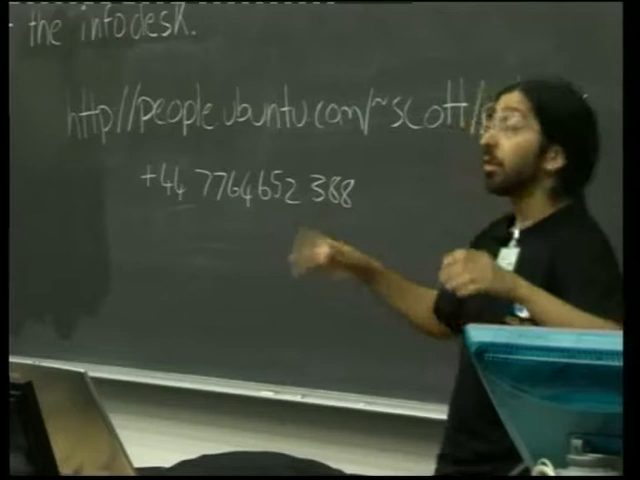 the infodesk.
http//people.ubuntu.com/~scott/
+44 7764652 388